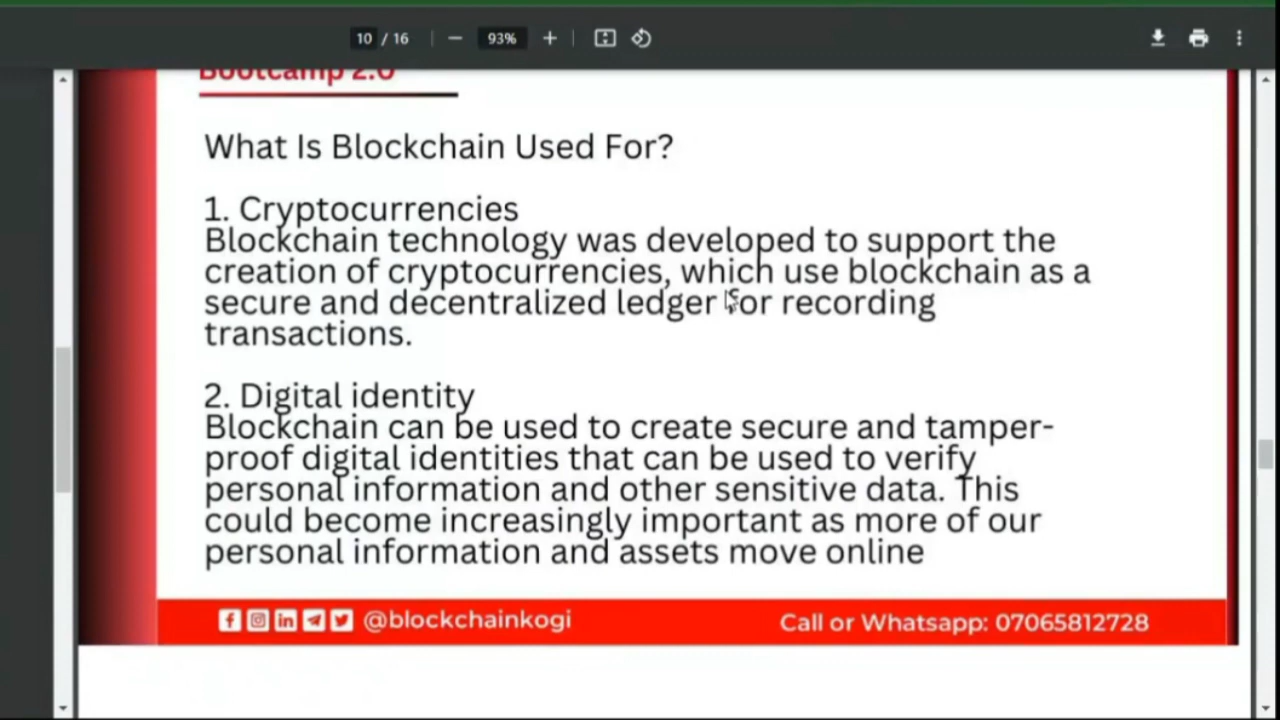 10 / 16
93%
Bootcamp 2.0
What Is Blockchain Used For?
1. Cryptocurrencies
Blockchain technology was developed to support the
creation of cryptocurrencies, which use blockchain as a
secure and decentralized ledger for recording
transactions.
2. Digital identity
Blockchain can be used to create secure and tamper-
proof digital identities that can be used to verify
personal information and other sensitive data. This
could become increasingly important as more of our
personal information and assets move online
@blockchainkogi
Call or Whatsapp: 07065812728